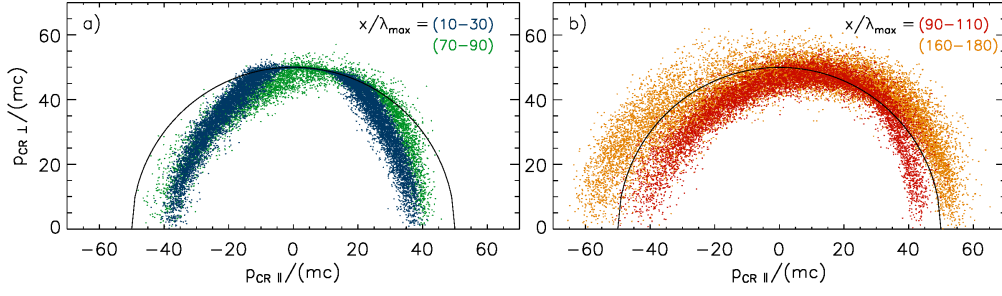 a)
x/λmax = (10−30)
(70−90)
60
40
20
0
pCR ⊥/(mc)
−60 −40 −20 0 20 40 60
pCR ∥/(mc)
b)
x/λmax = (90−110)
(160−180)
60
40
20
0
pCR ⊥/(mc)
−60 −40 −20 0 20 40 60
pCR ∥/(mc)